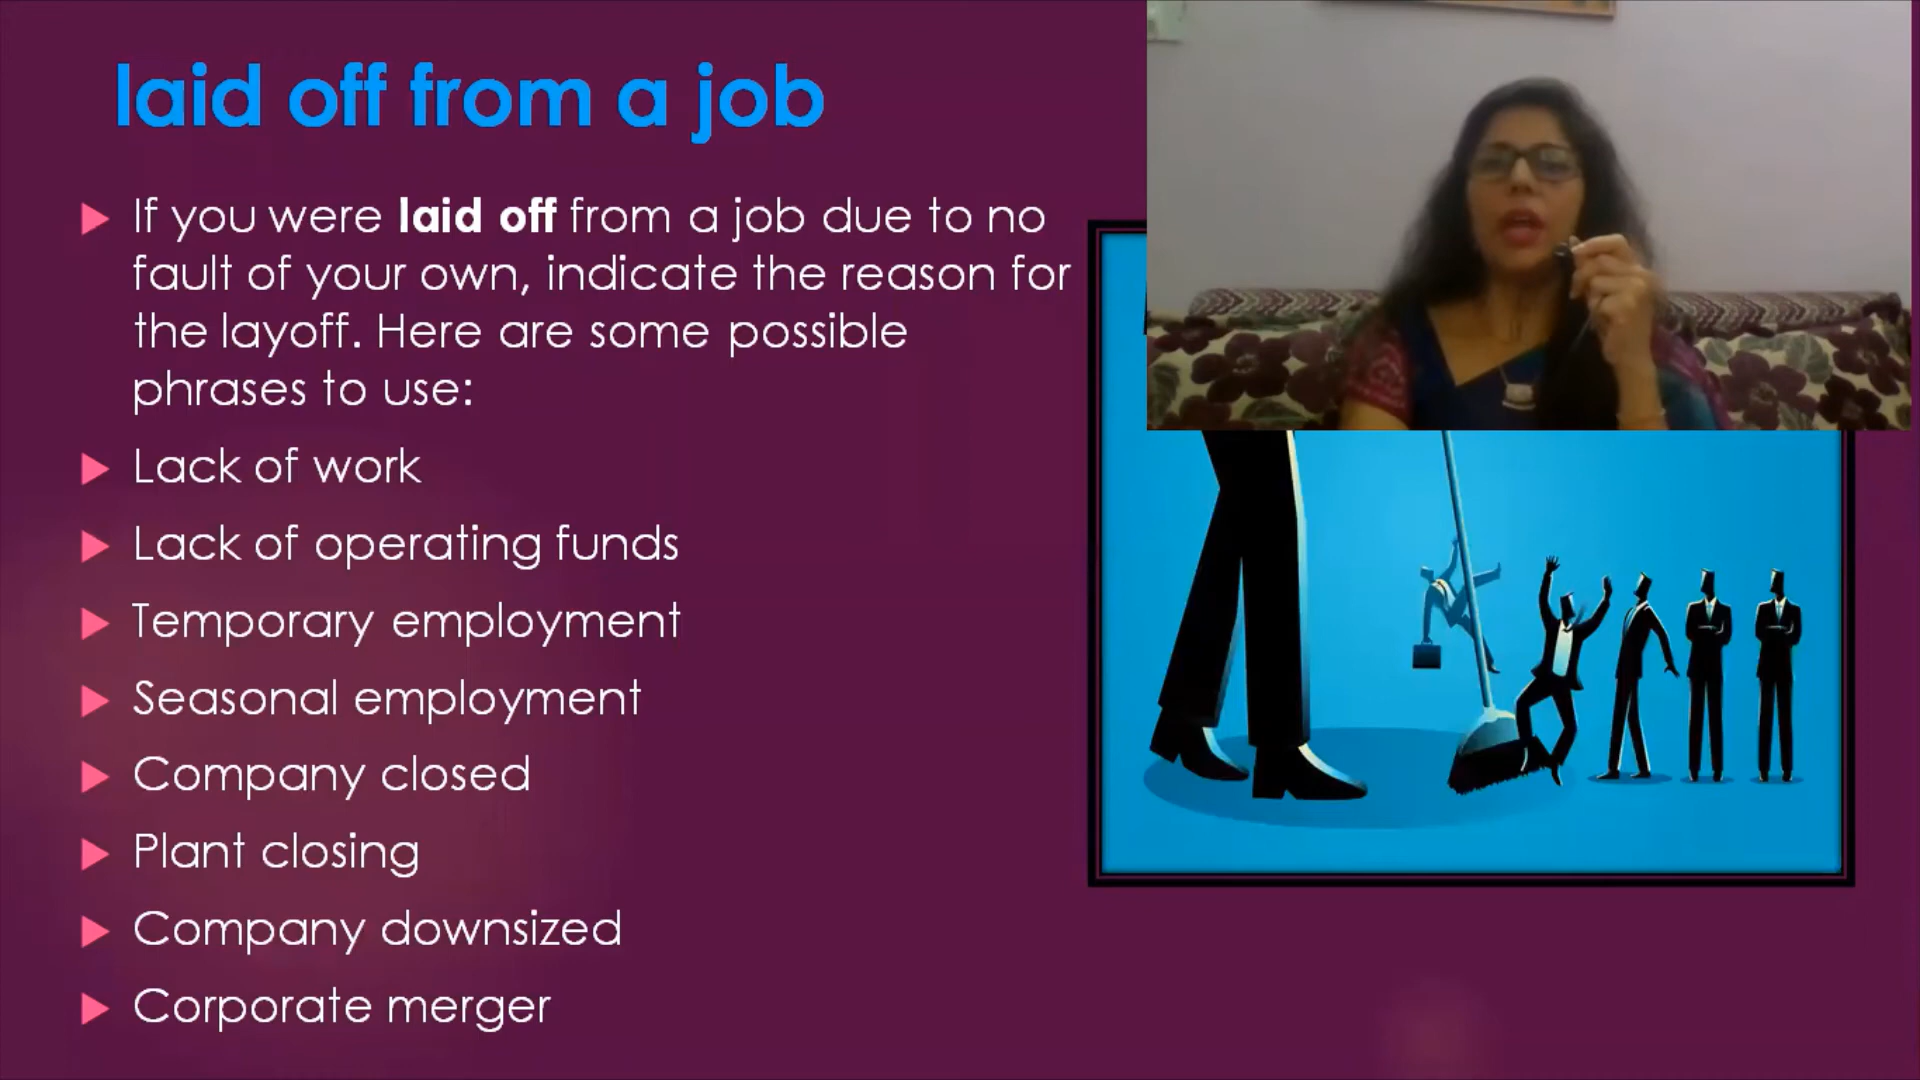 laid off from a job
If you were laid off from a job due to no
fault of your own, indicate the reason for
the layoff. Here are some possible
phrases to use:
Lack of work
Lack of operating funds
Temporary employment
Seasonal employment
Company closed
Plant closing
Company downsized
Corporate merger